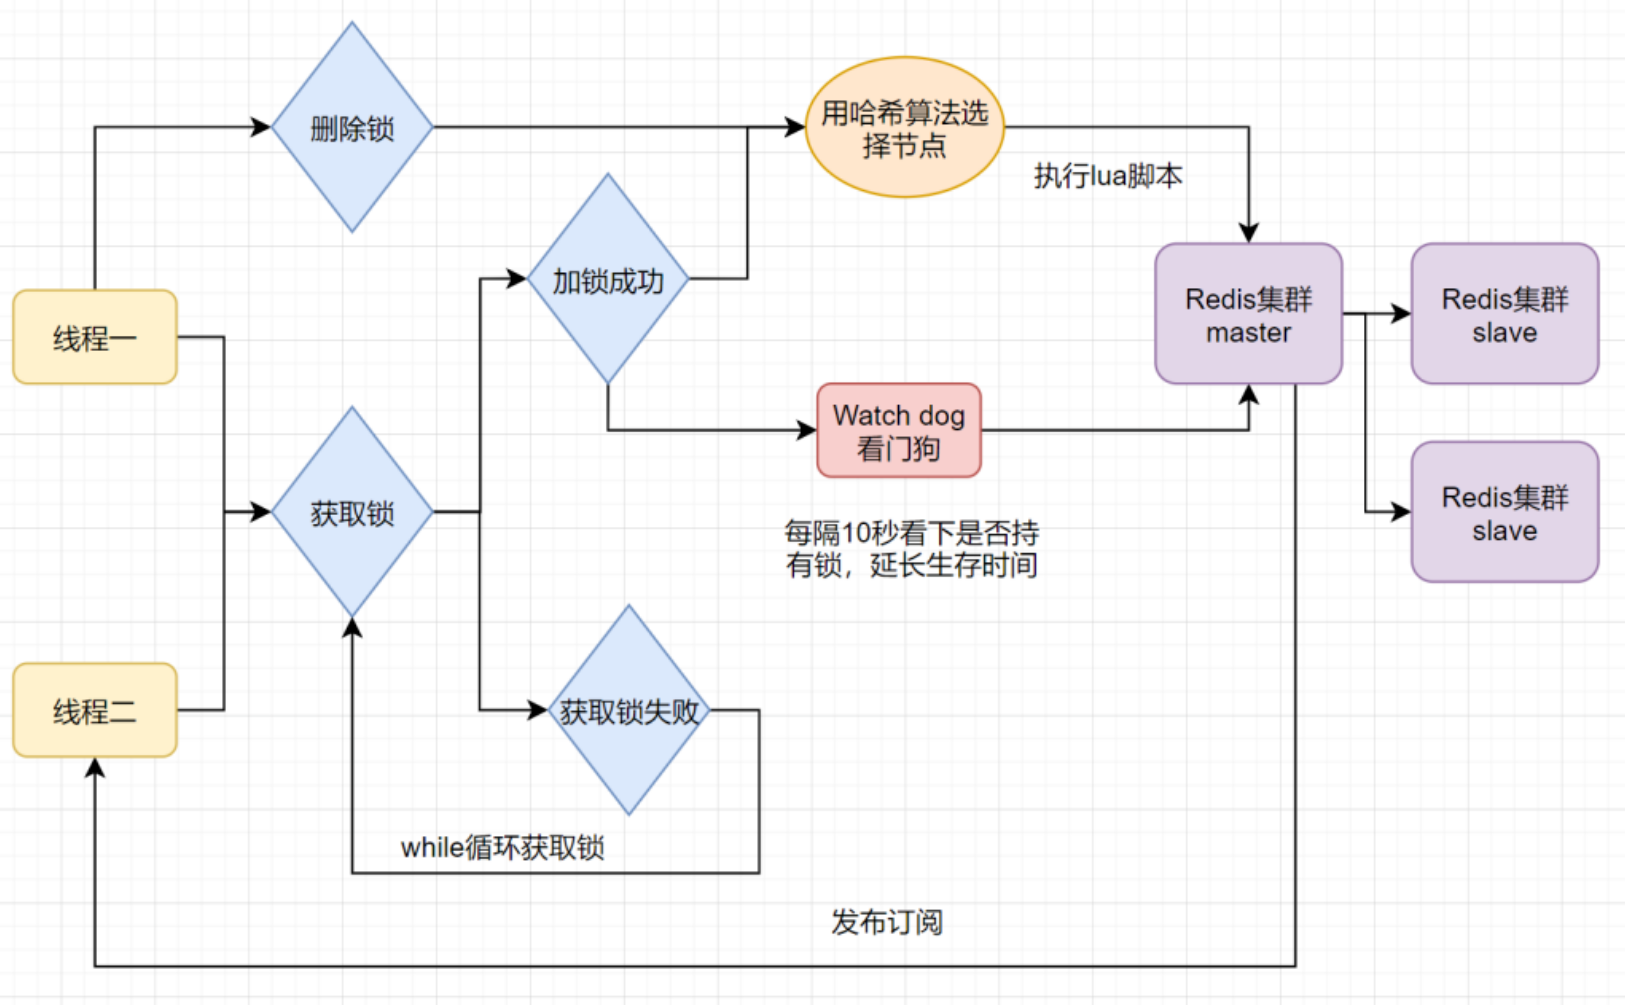 删除锁
用哈希算法选
择节点
执行lua脚本
加锁成功
Redis集群
master
Redis集群
slave
线程一
Watch dog
看门狗
获取锁
每隔10秒看下是否持
有锁，延长生存时间
Redis集群
slave
线程二
获取锁失败
while循环获取锁
发布订阅